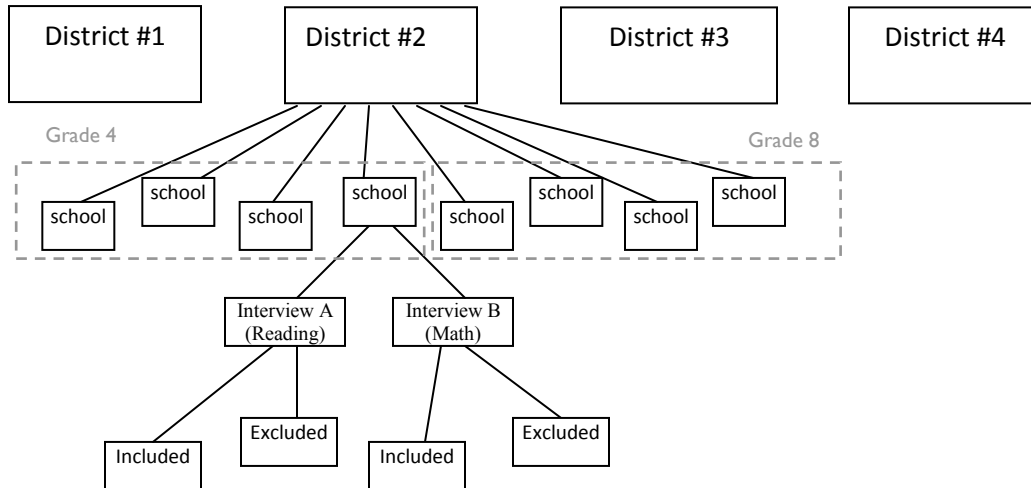 District #1
District #2
District #3
District #4
Grade 4
Grade 8
school
school
school
school
school
school
school
school
Interview A
(Reading)
Interview B
(Math)
Included
Excluded
Included
Excluded